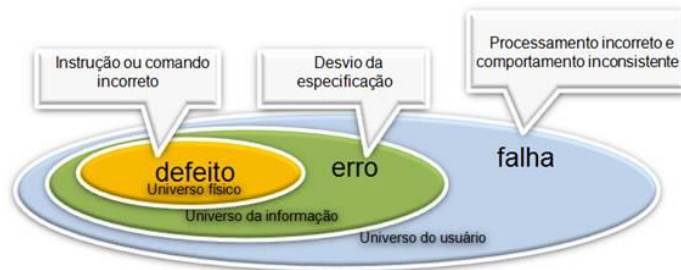 Instrução ou comando
incorreto
Desvio da
especificação
Processamento incorreto e
comportamento inconsistente
defeito
Universo físico
erro
Universo da informação
falha
Universo do usuário